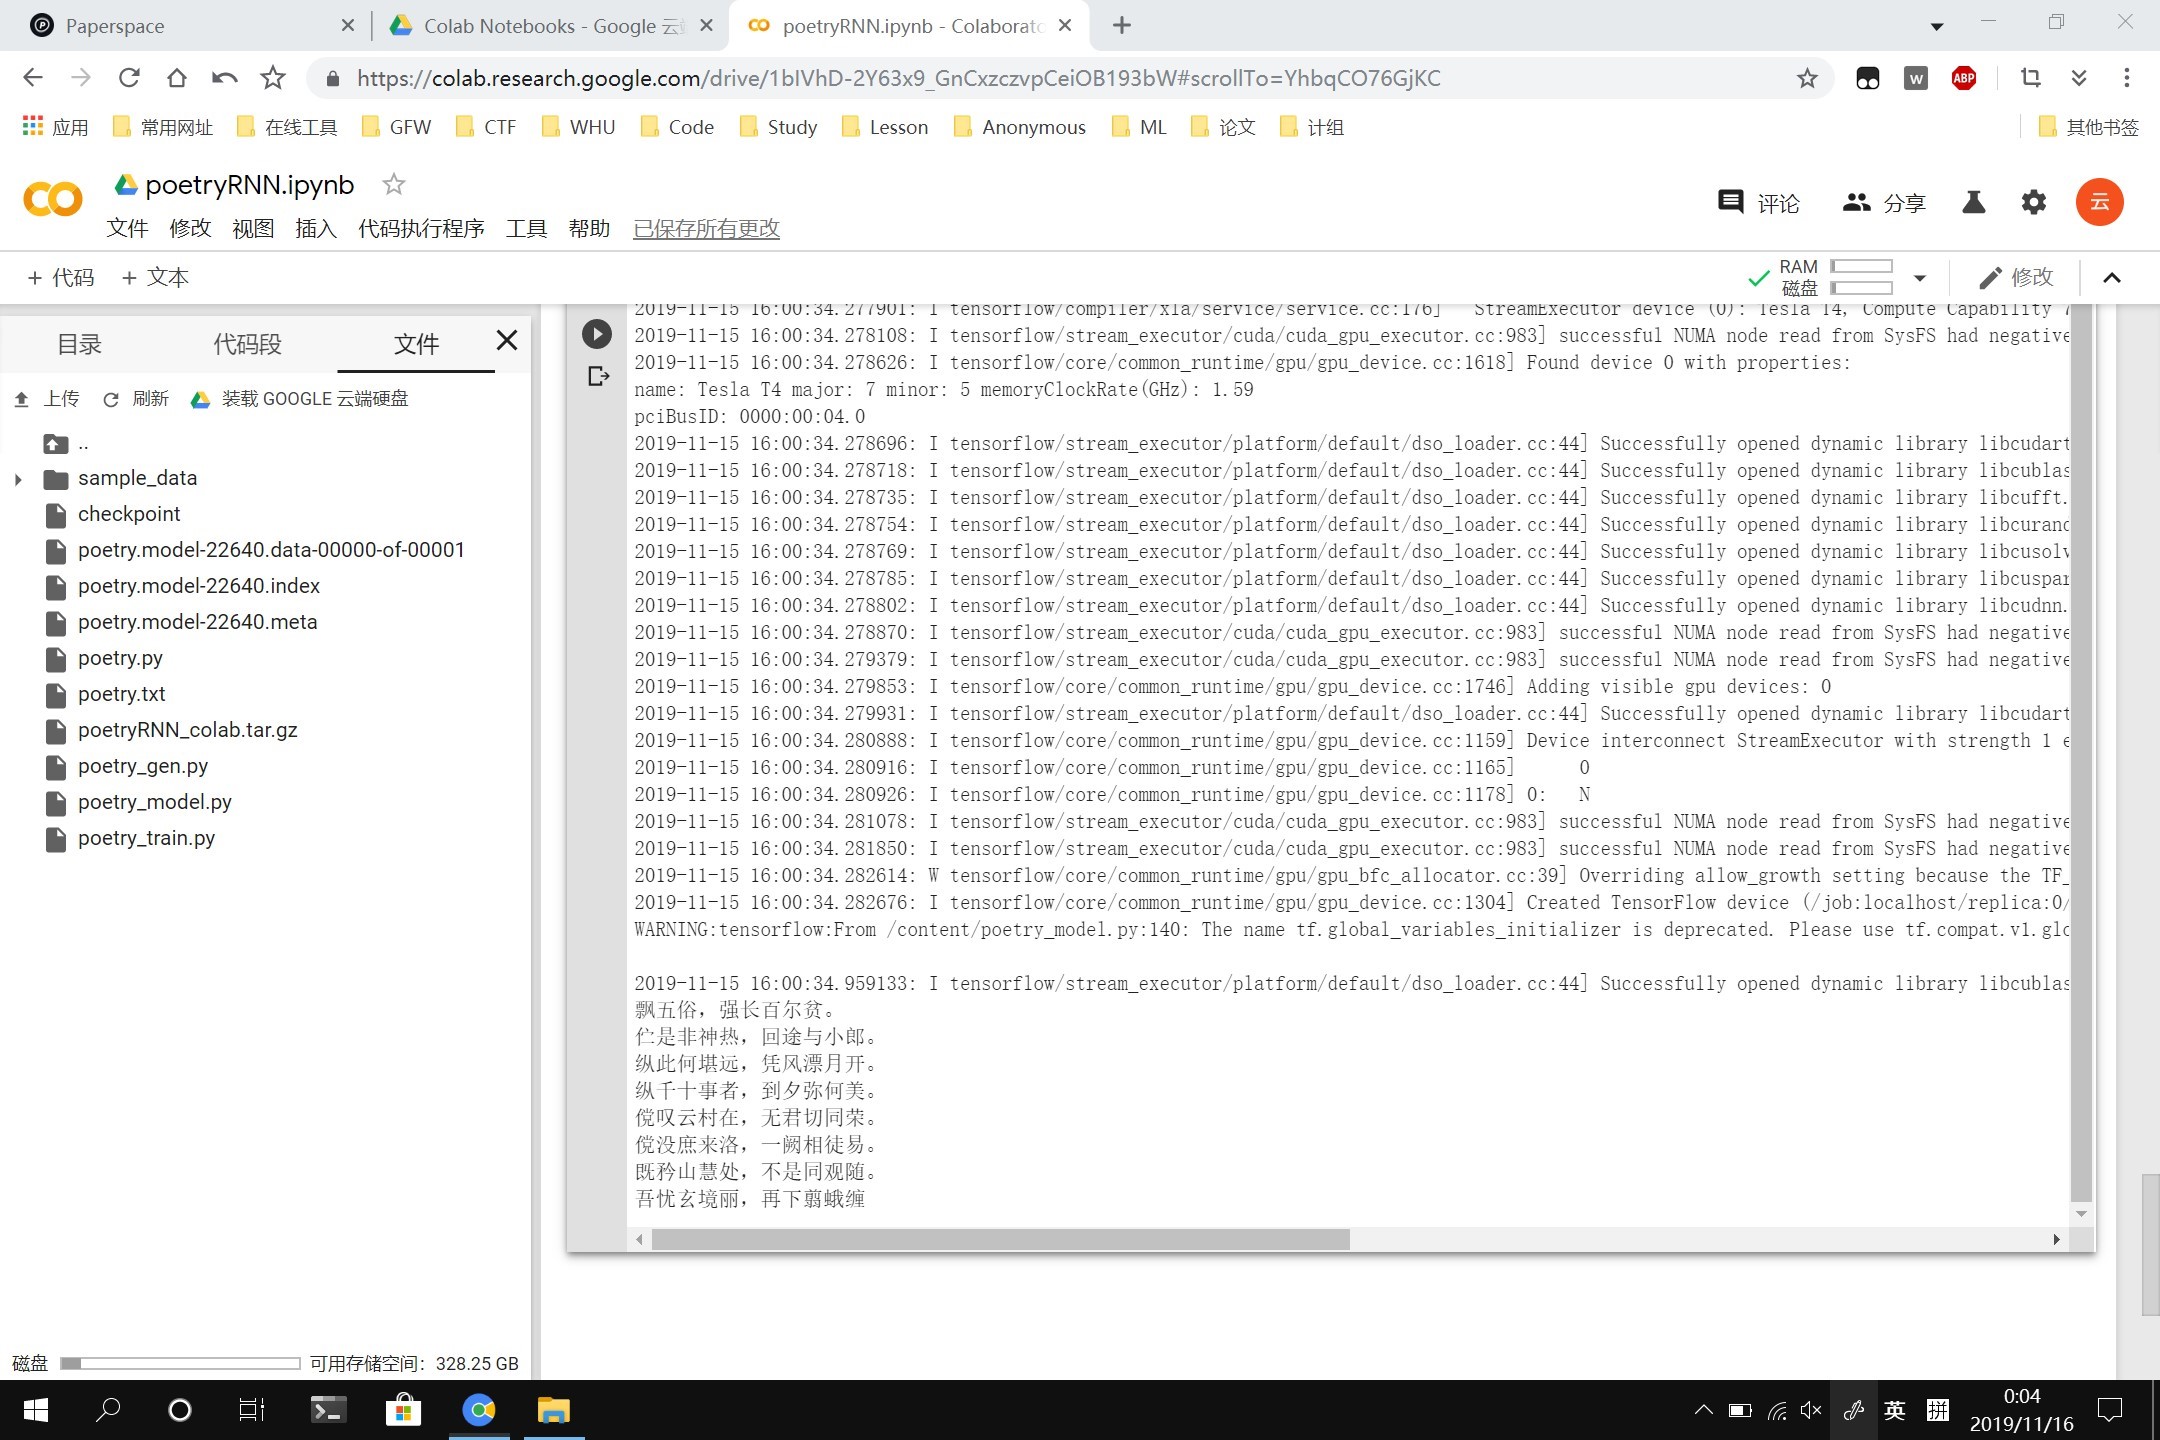 Paperspace
Colab Notebooks - Google 云
poetryRNN.ipynb - Colaborato
https://colab.research.google.com/drive/1bIVhD-2Y63x9_GnCxzczvpCeiOB193bW#scrollTo=YhbqCO76GjKC
W ABP
应用 常用网址 在线工具 GFW CTF WHU Code Study Lesson Anonymous ML 论文 计组 其他书签
poetryRNN.ipynb
评论 分享 云
文件 修改 视图 插入 代码执行程序 工具 帮助 已保存所有更改
+ 代码 + 文本 RAM 磁盘 修改
目录 代码段 文件
上传 刷新 装载 GOOGLE 云端硬盘
..
sample_data
checkpoint
poetry.model-22640.data-00000-of-00001
poetry.model-22640.index
poetry.model-22640.meta
poetry.py
poetry.txt
poetryRNN_colab.tar.gz
poetry_gen.py
poetry_model.py
poetry_train.py
磁盘 可用存储空间：328.25 GB
2019-11-15 16:00:34.277901: I tensorflow/compiler/xla/service/service.cc:176] StreamExecutor device (0): Tesla T4, Compute Capability 7
2019-11-15 16:00:34.278108: I tensorflow/stream_executor/cuda/cuda_gpu_executor.cc:983] successful NUMA node read from SysFS had negative
2019-11-15 16:00:34.278626: I tensorflow/core/common_runtime/gpu/gpu_device.cc:1618] Found device 0 with properties:
name: Tesla T4 major: 7 minor: 5 memoryClockRate(GHz): 1.59
pciBusID: 0000:00:04.0
2019-11-15 16:00:34.278696: I tensorflow/stream_executor/platform/default/dso_loader.cc:44] Successfully opened dynamic library libcudart
2019-11-15 16:00:34.278718: I tensorflow/stream_executor/platform/default/dso_loader.cc:44] Successfully opened dynamic library libcublas
2019-11-15 16:00:34.278735: I tensorflow/stream_executor/platform/default/dso_loader.cc:44] Successfully opened dynamic library libcufft.
2019-11-15 16:00:34.278754: I tensorflow/stream_executor/platform/default/dso_loader.cc:44] Successfully opened dynamic library libcurand
2019-11-15 16:00:34.278769: I tensorflow/stream_executor/platform/default/dso_loader.cc:44] Successfully opened dynamic library libcusolv
2019-11-15 16:00:34.278785: I tensorflow/stream_executor/platform/default/dso_loader.cc:44] Successfully opened dynamic library libcuspar
2019-11-15 16:00:34.278802: I tensorflow/stream_executor/platform/default/dso_loader.cc:44] Successfully opened dynamic library libcudnn.
2019-11-15 16:00:34.278870: I tensorflow/stream_executor/cuda/cuda_gpu_executor.cc:983] successful NUMA node read from SysFS had negative
2019-11-15 16:00:34.279379: I tensorflow/stream_executor/cuda/cuda_gpu_executor.cc:983] successful NUMA node read from SysFS had negative
2019-11-15 16:00:34.279853: I tensorflow/core/common_runtime/gpu/gpu_device.cc:1746] Adding visible gpu devices: 0
2019-11-15 16:00:34.279931: I tensorflow/stream_executor/platform/default/dso_loader.cc:44] Successfully opened dynamic library libcudart
2019-11-15 16:00:34.280888: I tensorflow/core/common_runtime/gpu/gpu_device.cc:1159] Device interconnect StreamExecutor with strength 1 e
2019-11-15 16:00:34.280916: I tensorflow/core/common_runtime/gpu/gpu_device.cc:1165]      0
2019-11-15 16:00:34.280926: I tensorflow/core/common_runtime/gpu/gpu_device.cc:1178] 0:   N
2019-11-15 16:00:34.281078: I tensorflow/stream_executor/cuda/cuda_gpu_executor.cc:983] successful NUMA node read from SysFS had negative
2019-11-15 16:00:34.281850: I tensorflow/stream_executor/cuda/cuda_gpu_executor.cc:983] successful NUMA node read from SysFS had negative
2019-11-15 16:00:34.282614: W tensorflow/core/common_runtime/gpu/gpu_bfc_allocator.cc:39] Overriding allow_growth setting because the TF_
2019-11-15 16:00:34.282676: I tensorflow/core/common_runtime/gpu/gpu_device.cc:1304] Created TensorFlow device (/job:localhost/replica:0/
WARNING:tensorflow:From /content/poetry_model.py:140: The name tf.global_variables_initializer is deprecated. Please use tf.compat.v1.glo
2019-11-15 16:00:34.959133: I tensorflow/stream_executor/platform/default/dso_loader.cc:44] Successfully opened dynamic library libcublas
飘五俗，强长百尔贫。
伫是非神热，回途与小郎。
纵此何堪远，凭风漂月开。
纵千十事者，到夕弥何美。
傥叹云村在，无君切同荣。
傥没庶来洛，一阙相徒易。
既矜山慧处，不是同观随。
吾忧玄境丽，再下翦蛾缠
英 拼 0:04
2019/11/16